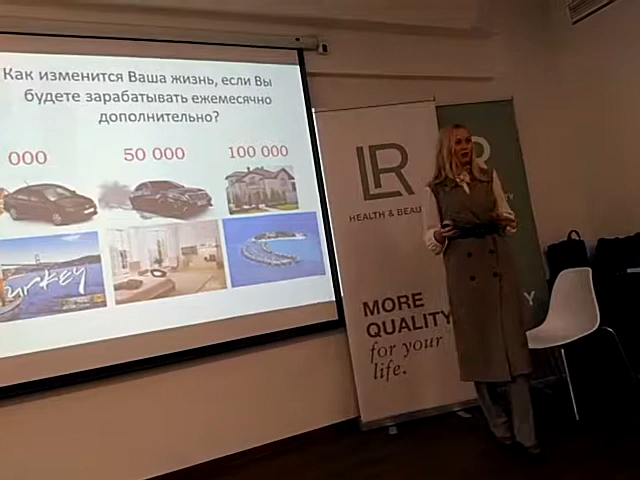 Как изменится Ваша жизнь, если Вы
будете зарабатывать ежемесячно
дополнительно?
000
50 000
100 000
urkey
LR
HEALTH & BEAU
MORE
QUALITY
for your
life.
R
Y